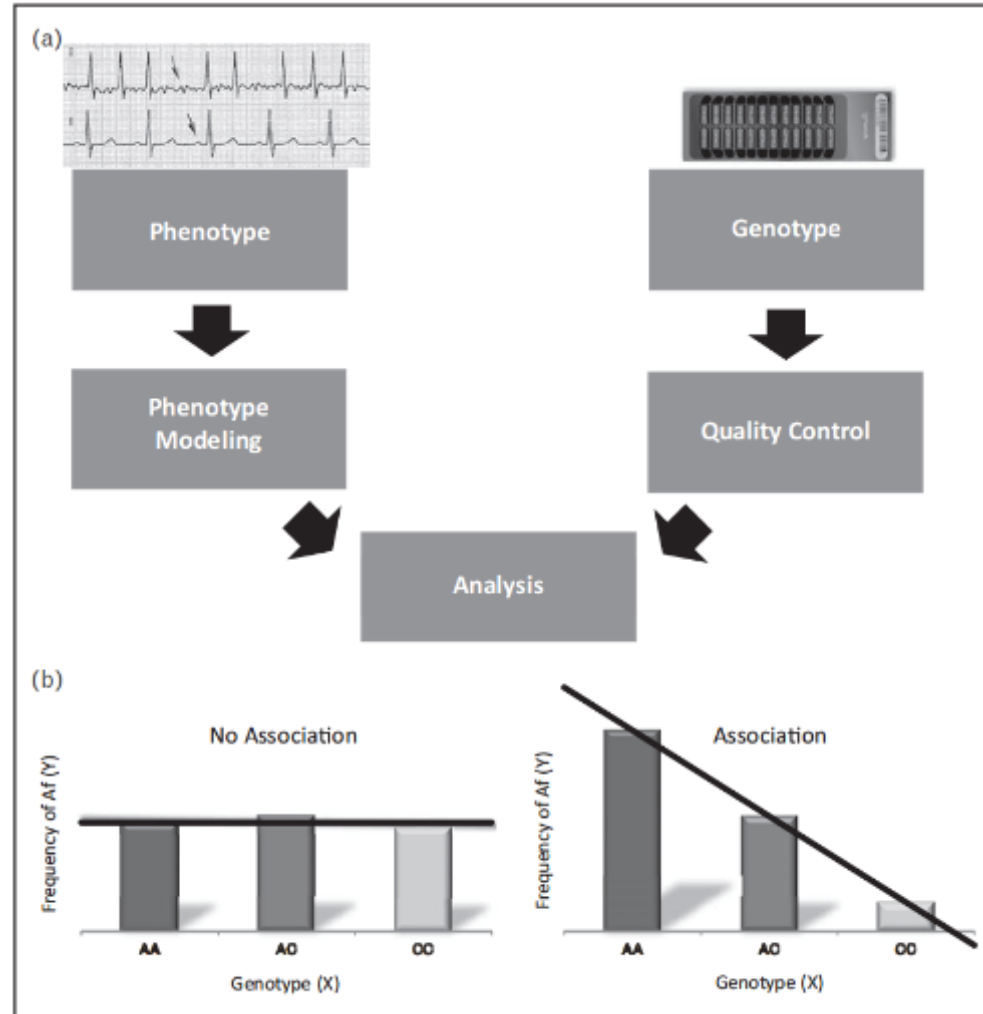 (a)
Phenotype
Genotype
Phenotype
Modeling
Quality Control
Analysis
(b)
No Association
Frequency of Af (Y)
AA
AC
CC
Genotype (X)
Association
Frequency of Af (Y)
AA
AC
CC
Genotype (X)